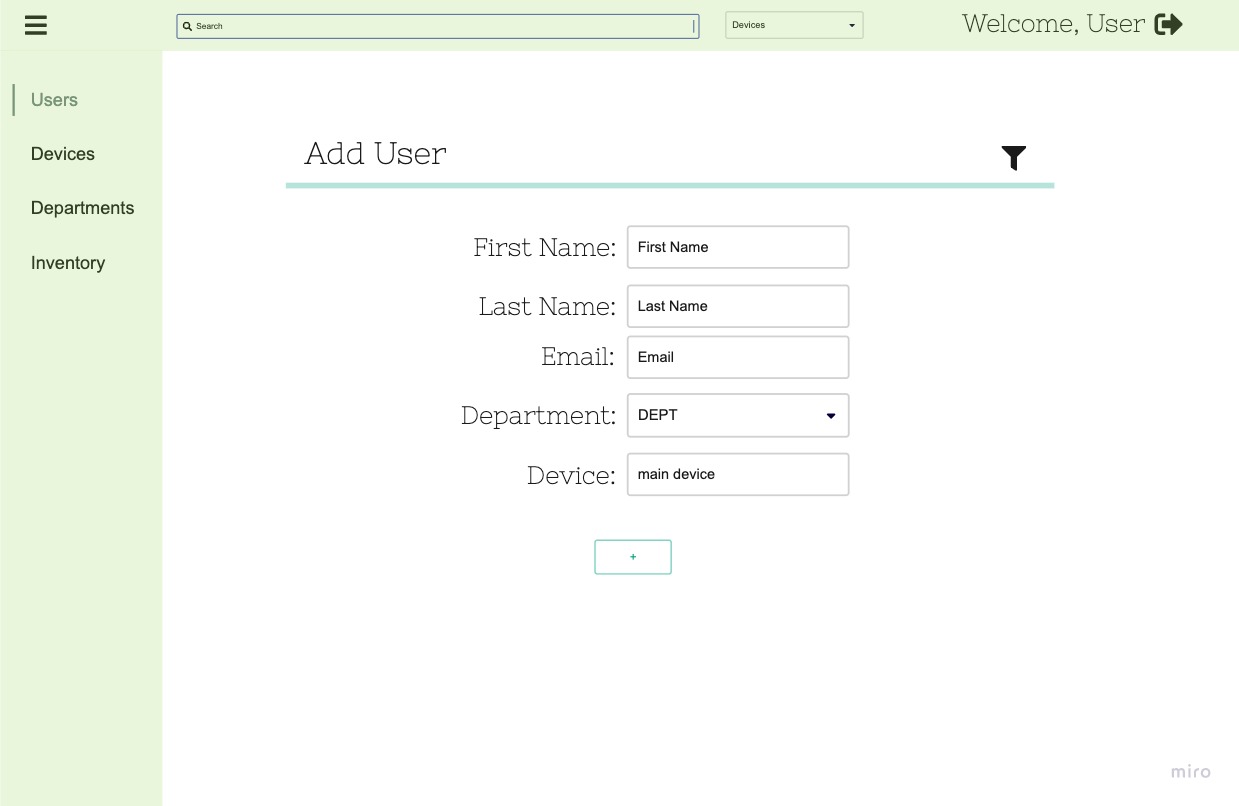 Search
Devices
Welcome, User
Users
Devices
Departments
Inventory
Add User
First Name: First Name
Last Name: Last Name
Email: Email
Department: DEPT
Device: main device
+
miro